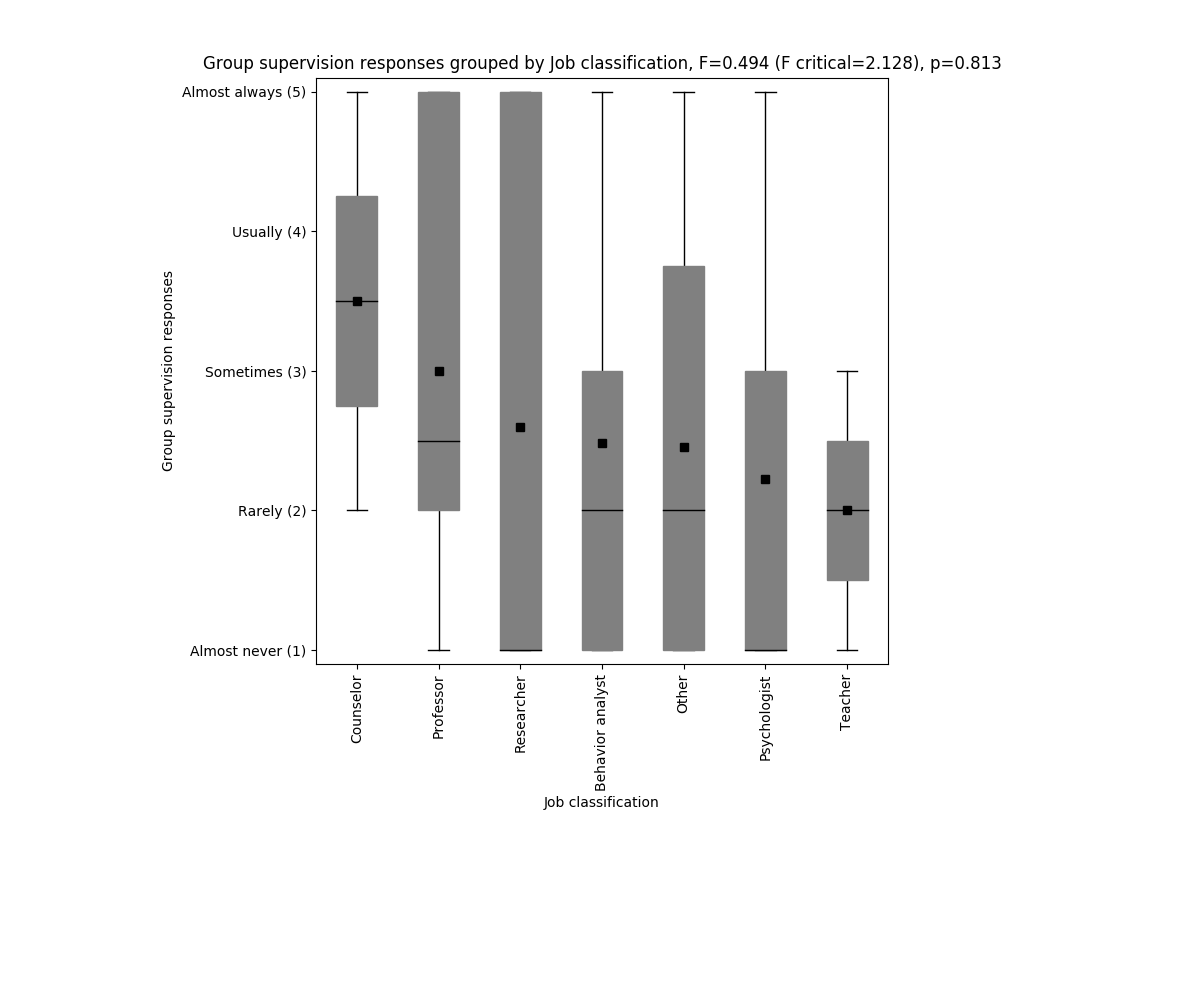 Group supervision responses grouped by Job classification, F=0.494 (F critical=2.128), p=0.813
Almost always (5)
Usually (4)
Sometimes (3)
Rarely (2)
Almost never (1)
Group supervision responses
Counselor
Professor
Researcher
Behavior analyst
Other
Psychologist
Teacher
Job classification